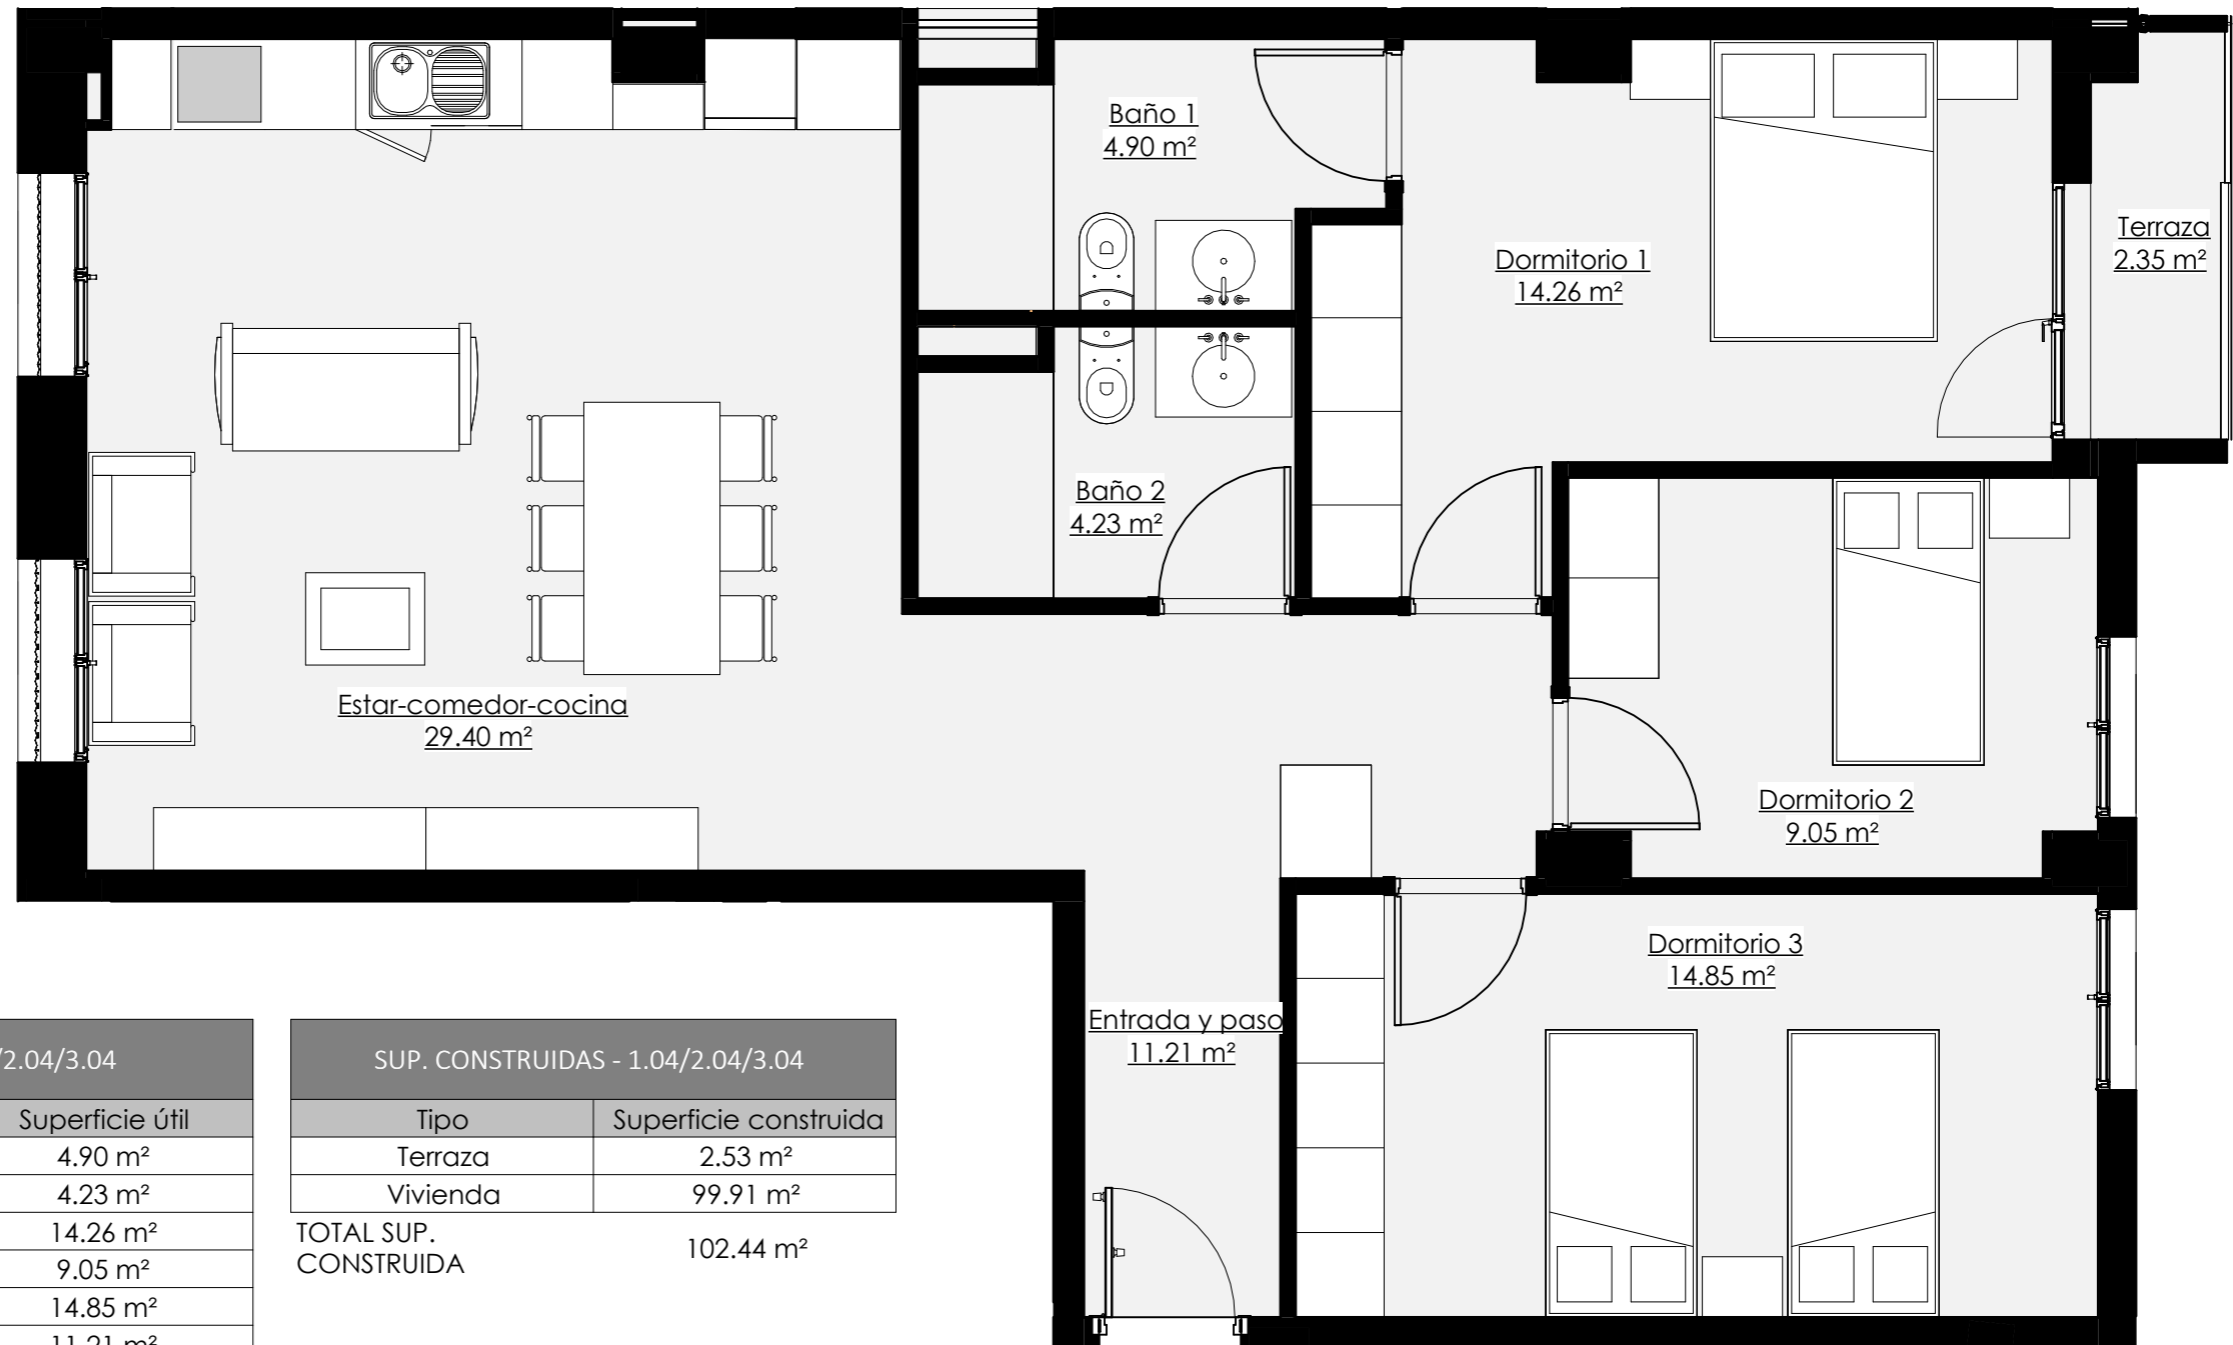 Baño 1
4.90 m²
Dormitorio 1
14.26 m²
Terraza
2.35 m²
Baño 2
4.23 m²
Estar-comedor-cocina
29.40 m²
Dormitorio 2
9.05 m²
Dormitorio 3
14.85 m²
Entrada y paso
11.21 m²
/2.04/3.04
Superficie útil
4.90 m²
4.23 m²
14.26 m²
9.05 m²
14.85 m²
11.21 m²
SUP. CONSTRUIDAS - 1.04/2.04/3.04
Tipo Superficie construida
Terraza 2.53 m²
Vivienda 99.91 m²
TOTAL SUP.
CONSTRUIDA 102.44 m²